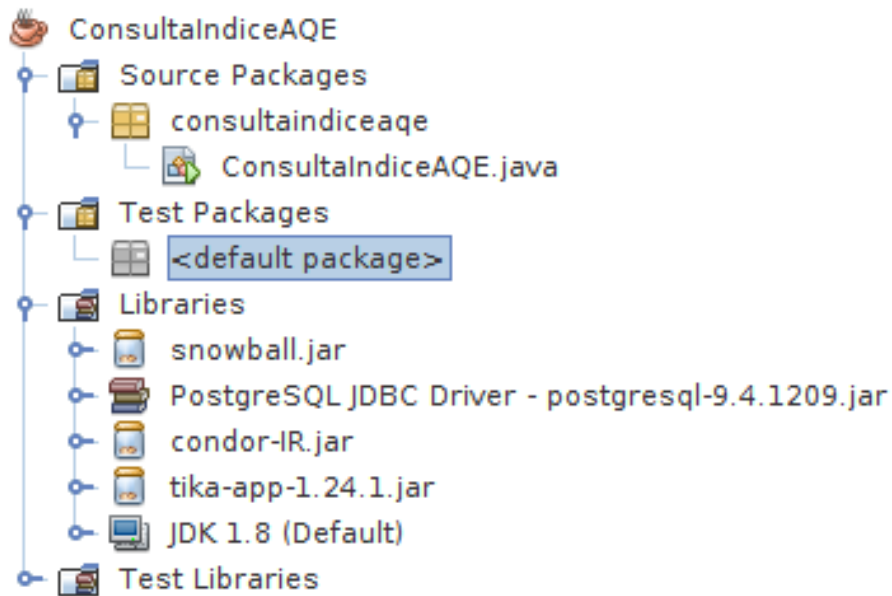 ConsultaIndiceAQE
Source Packages
consultaindiceaqe
ConsultaIndiceAQE.java
Test Packages
<default package>
Libraries
snowball.jar
PostgreSQL JDBC Driver - postgresql-9.4.1209.jar
condor-IR.jar
tika-app-1.24.1.jar
JDK 1.8 (Default)
Test Libraries